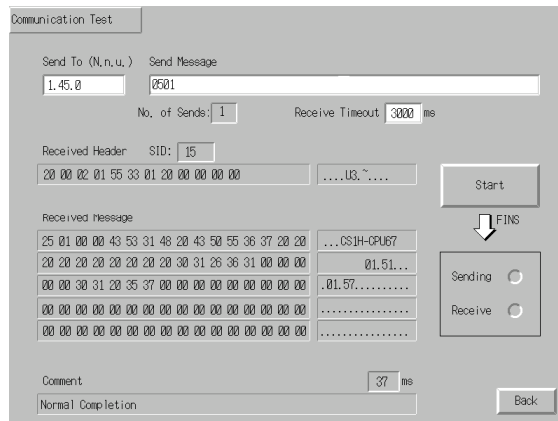 Communication Test
Send To (N.n.u.) Send Message
1.45.0 0501
No. of Sends: 1 Receive Timeout 3000 ms
Received Header SID: 15
20 00 02 01 55 33 01 20 00 00 00 00 ....U3.~....
Start
FINS
Received Message
25 01 00 00 43 53 31 48 20 43 50 55 36 37 20 20 ...CS1H-CPU67
20 20 20 20 20 20 20 30 31 26 36 31 00 00 00 01.51...
00 00 30 31 20 35 37 00 00 00 00 00 00 00 00 00 .01.57..........
00 00 00 00 00 00 00 00 00 00 00 00 00 00 00 00 ................
00 00 00 00 00 00 00 00 00 00 00 00 00 00 00 00 ................
Sending
Receive
Comment 37 ms
Normal Completion
Back